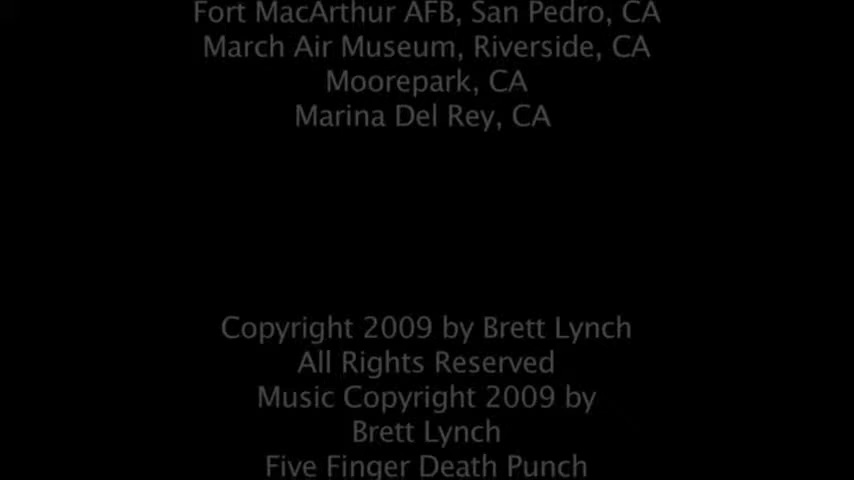 Fort MacArthur AFB, San Pedro, CA
March Air Museum, Riverside, CA
Moorepark, CA
Marina Del Rey, CA
Copyright 2009 by Brett Lynch
All Rights Reserved
Music Copyright 2009 by
Brett Lynch
Five Finger Death Punch